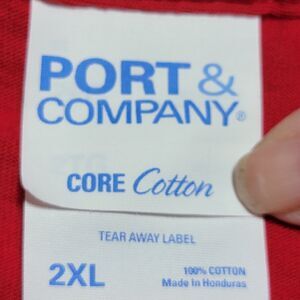 PORT &
COMPANY®
CORE Cotton
TEAR AWAY LABEL
2XL
100% COTTON
Made In Honduras